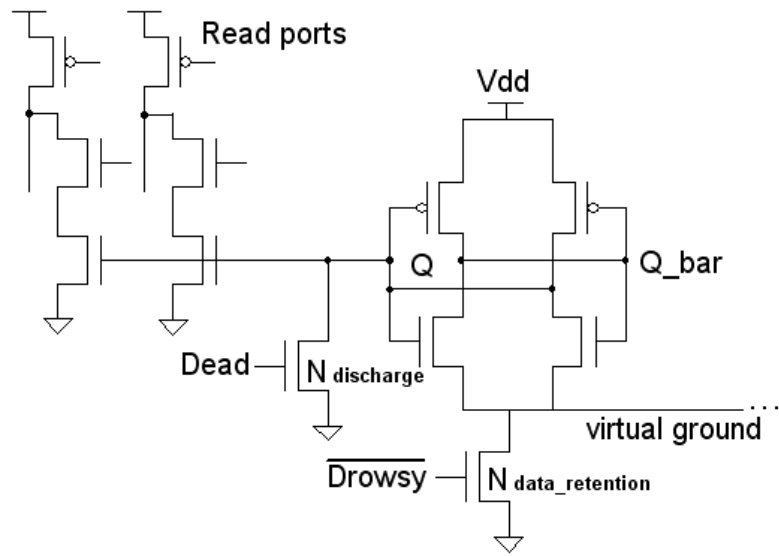 Read ports
Vdd
Q
Q_bar
Dead
N discharge
virtual ground
...
Drowsy
N data_retention